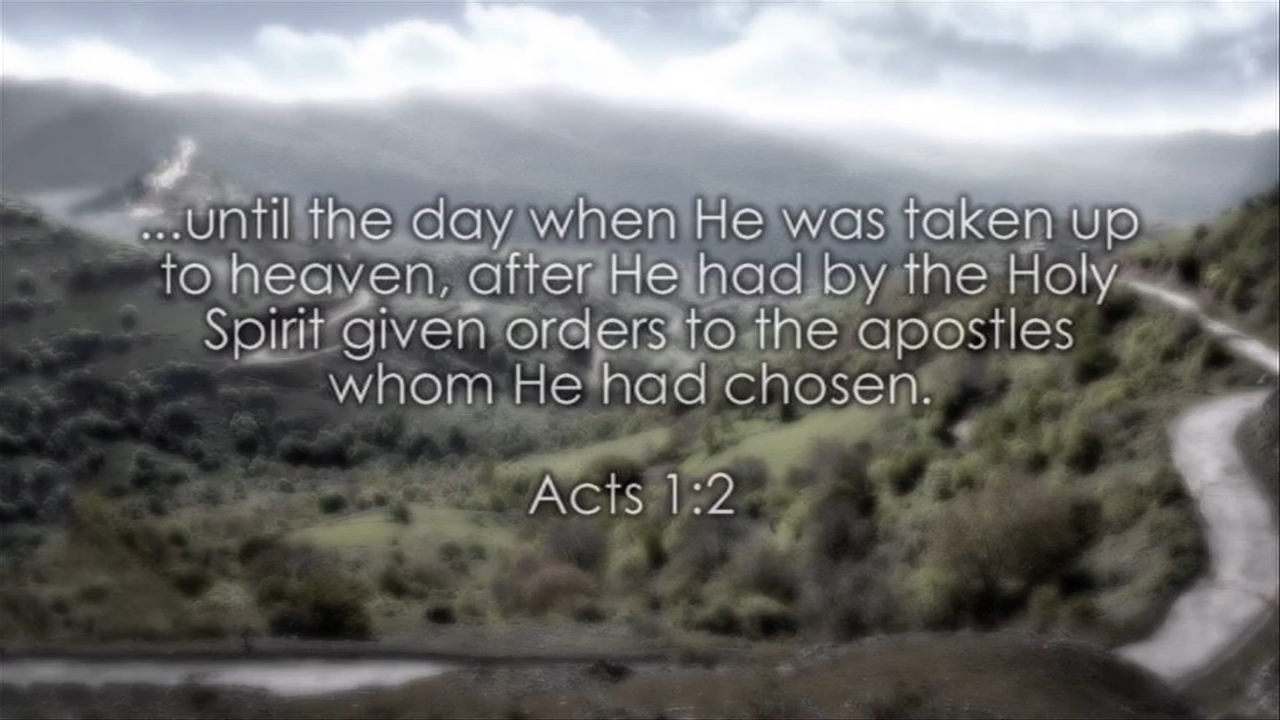 ...until the day when He was taken up
to heaven, after He had by the Holy
Spirit given orders to the apostles
whom He had chosen.
Acts 1:2